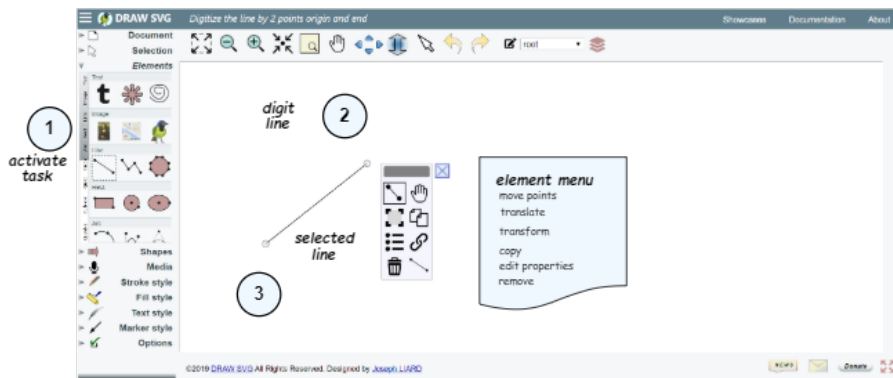 DRAW SVG
Digitize the line by 2 points origin and end
Showcases Documentation About
Document
Selection
Elements
root
Text
t
Image
Line
Rect
Arc
Shapes
Media
Stroke style
Fill style
Text style
Marker style
Options
1
activate
task
digit
line
2
selected
line
3
element menu
move points
translate
transform
copy
edit properties
remove
©2019 DRAW SVG All Rights Reserved. Designed by Joseph LIARD
Donate